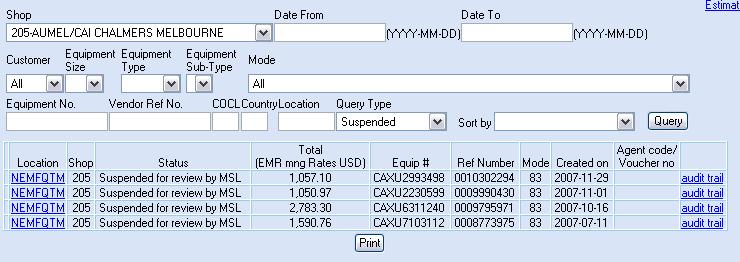 Estimat
Shop Date From Date To
205-AUMEL/CAI CHALMERS MELBOURNE (YYYY-MM-DD) (YYYY-MM-DD)
Customer Equipment Size Equipment Type Equipment Sub-Type Mode
All All
Equipment No. Vendor Ref No. COCL Country Location Query Type
Suspended Sort by Query
Location Shop Status Total (EMR mng Rates USD) Equip # Ref Number Mode Created on Agent code/ Voucher no
NEMFQTM 205 Suspended for review by MSL 1,057.10 CAXU2993498 0010302294 83 2007-11-29 audit trail
NEMFQTM 205 Suspended for review by MSL 1,050.97 CAXU2230599 0009990430 83 2007-11-01 audit trail
NEMFQTM 205 Suspended for review by MSL 2,783.30 CAXU6311240 0009795971 83 2007-10-16 audit trail
NEMFQTM 205 Suspended for review by MSL 1,590.76 CAXU7103112 0008773975 83 2007-07-11 audit trail
Print